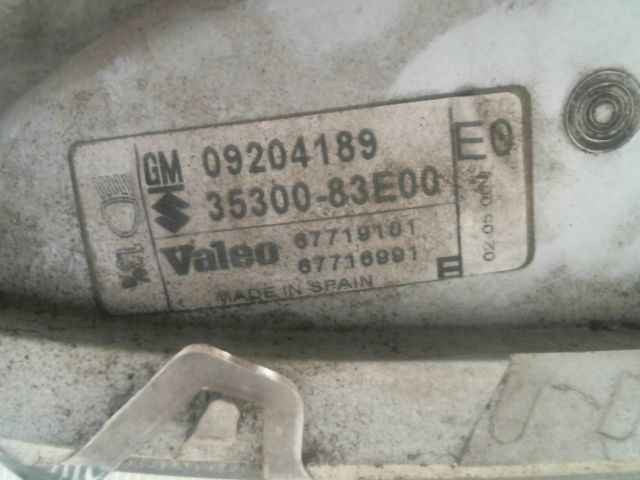 GM 09204189
35300-83E00
Valeo 67719101
67716991
MADE IN SPAIN
E0
E